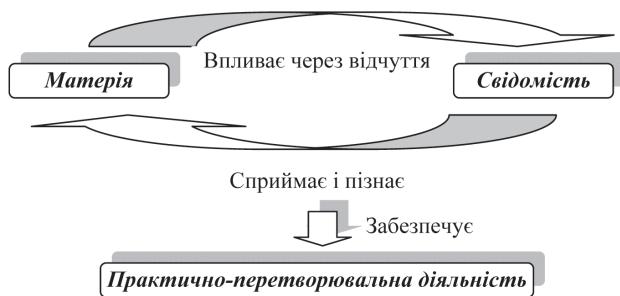 Впливає через відчуття
Матерія
Свідомість
Сприймає і пізнає
Забезпечує
Практично-перетворювальна діяльність